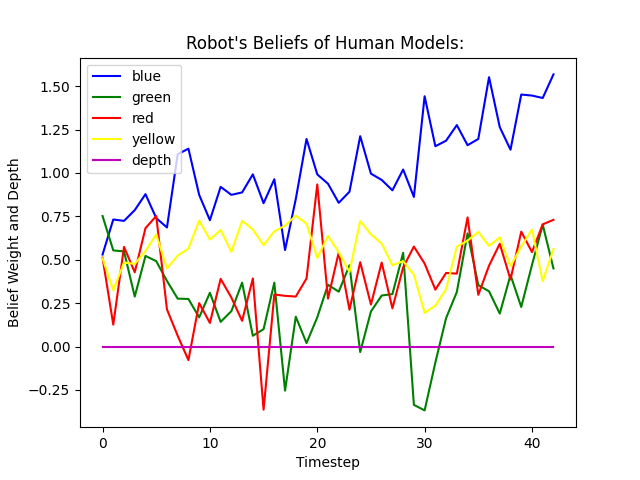 Robot's Beliefs of Human Models:
blue
green
red
yellow
depth
Belief Weight and Depth
1.50
1.25
1.00
0.75
0.50
0.25
0.00
−0.25
0
10
20
30
40
Timestep